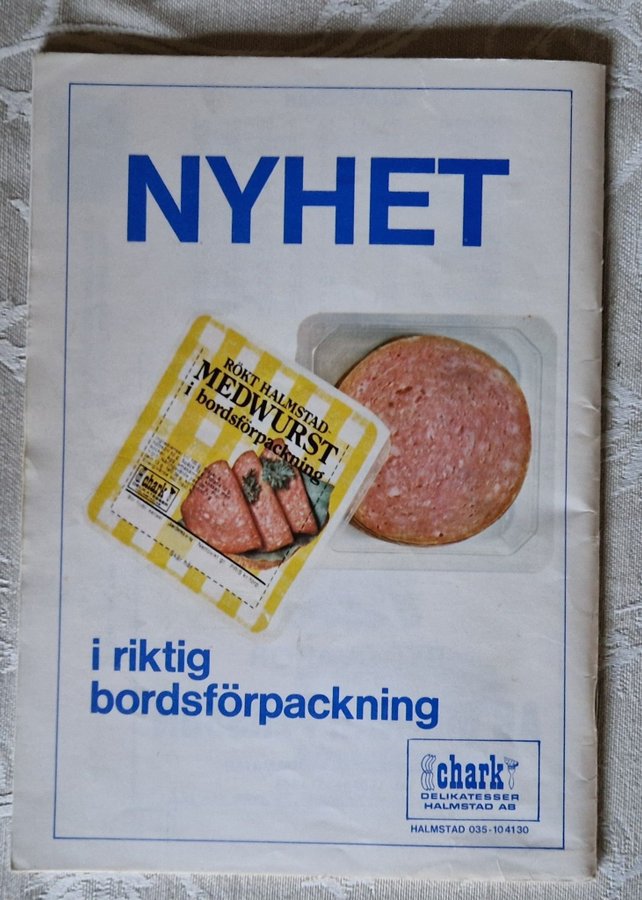 NYHET
RÖKT HALMSTAD-
MEDWURST
i bordsförpackning
chark
i riktig
bordsförpackning
chark
DELIKATESSER
HALMSTAD AB
HALMSTAD 035-104130